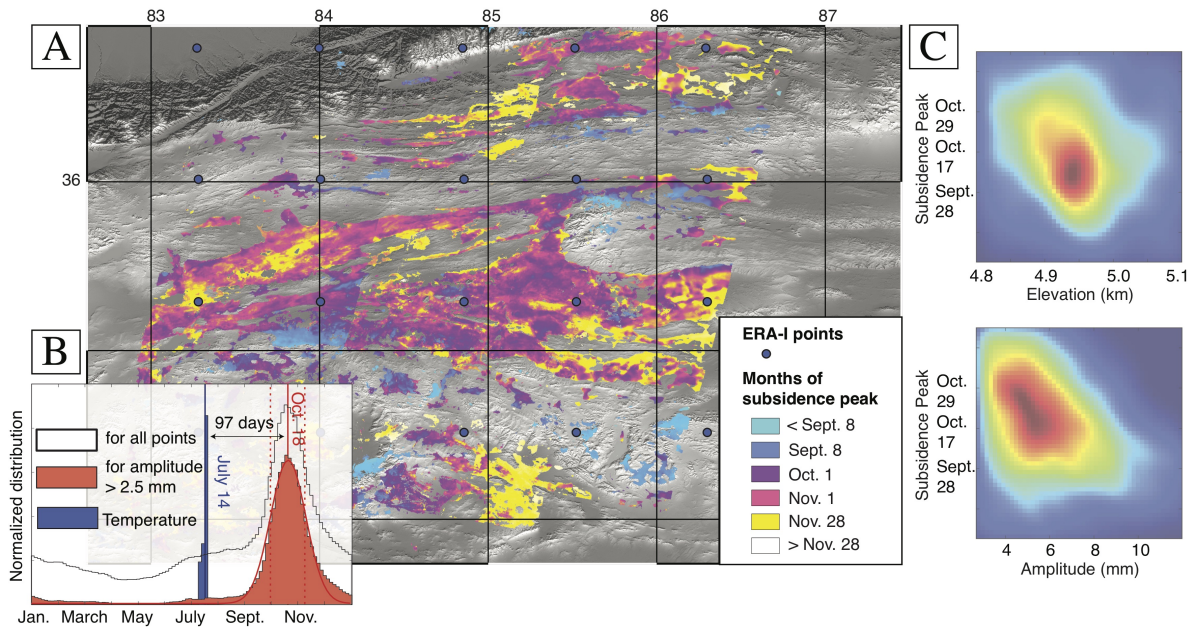 83
84
85
86
87
A
C
36
Subsidence Peak
Oct.
29
Oct.
17
Sept.
28
4.8
4.9
5.0
5.1
Elevation (km)
ERA-I points
Months of
subsidence peak
< Sept. 8
Sept. 8
Oct. 1
Nov. 1
Nov. 28
> Nov. 28
B
Normalized distribution
for all points
for amplitude
> 2.5 mm
Temperature
97 days
Oct. 18
July 14
Jan.
March
May
July
Sept.
Nov.
Subsidence Peak
Oct.
29
Oct.
17
Sept.
28
4
6
8
10
Amplitude (mm)